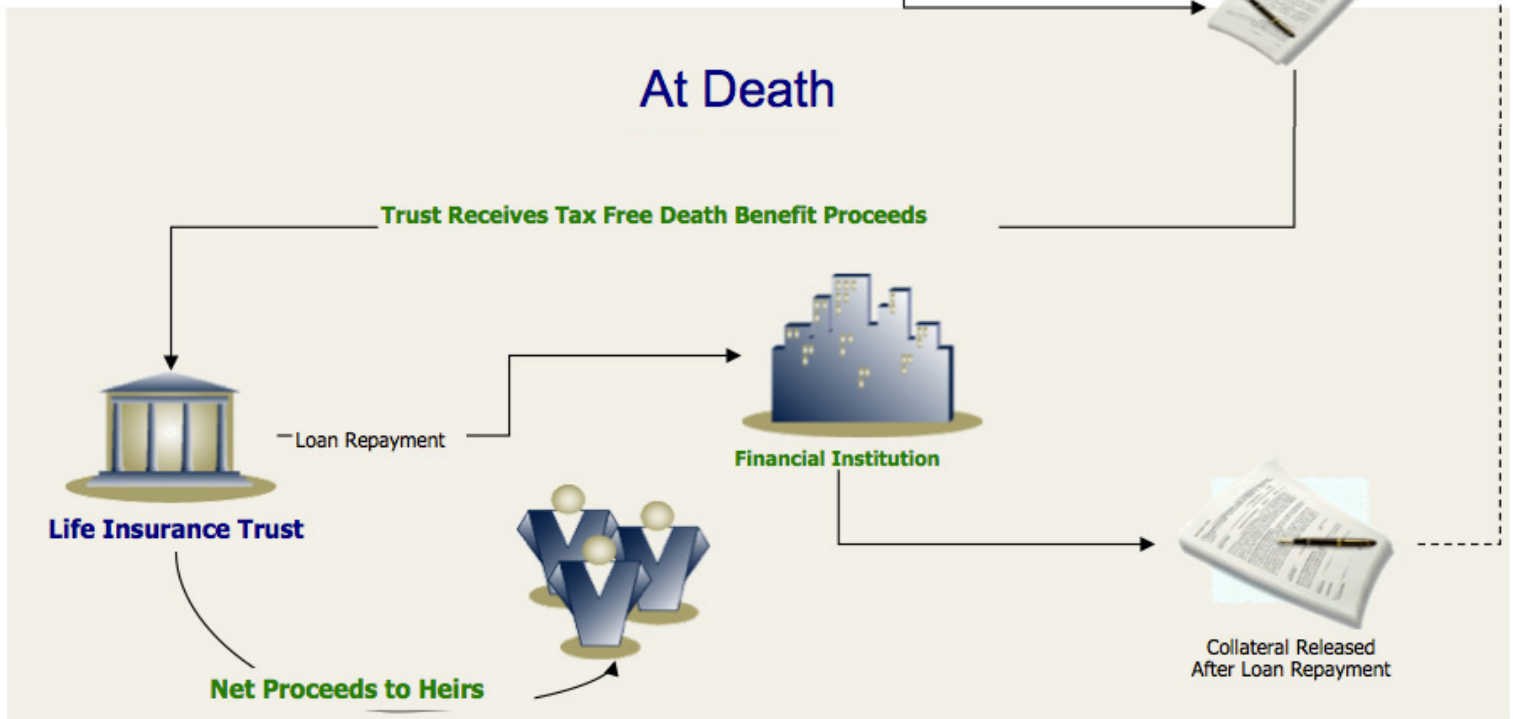 At Death
Trust Receives Tax Free Death Benefit Proceeds
Loan Repayment
Financial Institution
Life Insurance Trust
Net Proceeds to Heirs
Collateral Released
After Loan Repayment